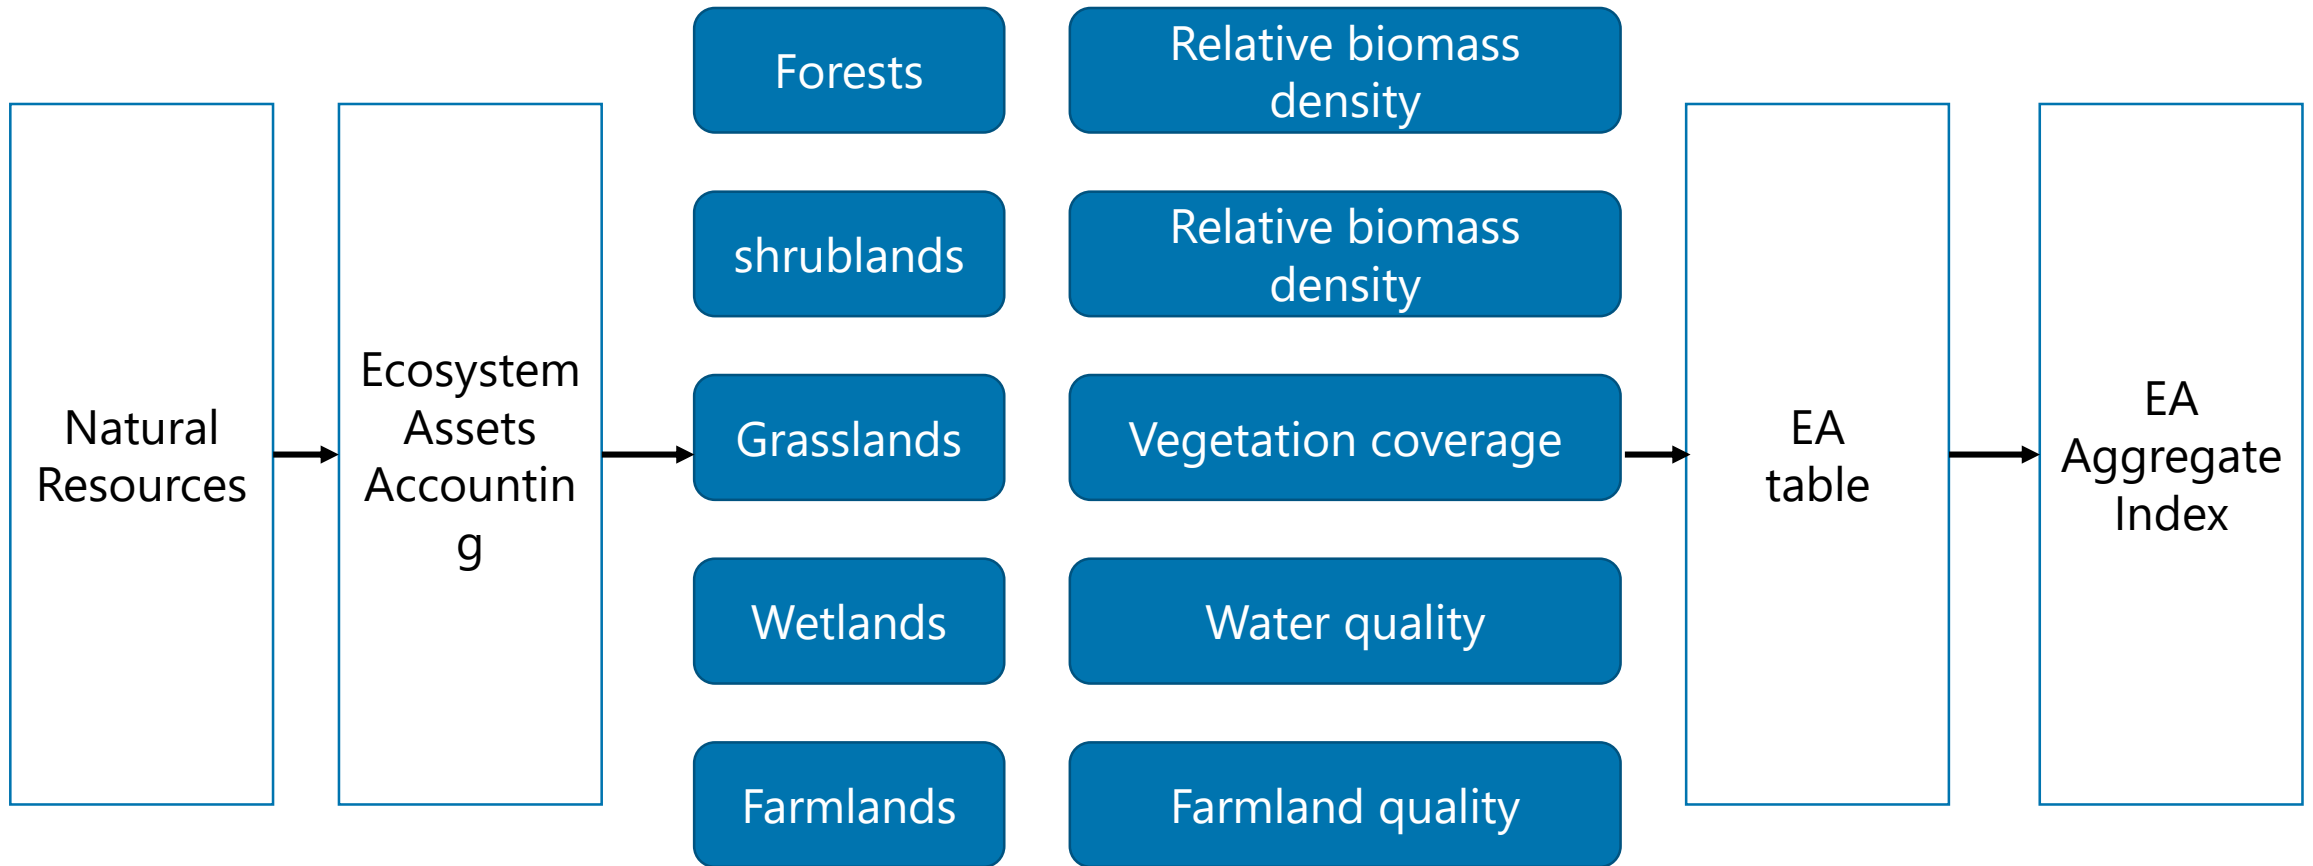 Natural
Resources
Ecosystem
Assets
Accountin
g
Forests
Relative biomass
density
shrublands
Relative biomass
density
Grasslands
Vegetation coverage
Wetlands
Water quality
Farmlands
Farmland quality
EA
table
EA
Aggregate
Index